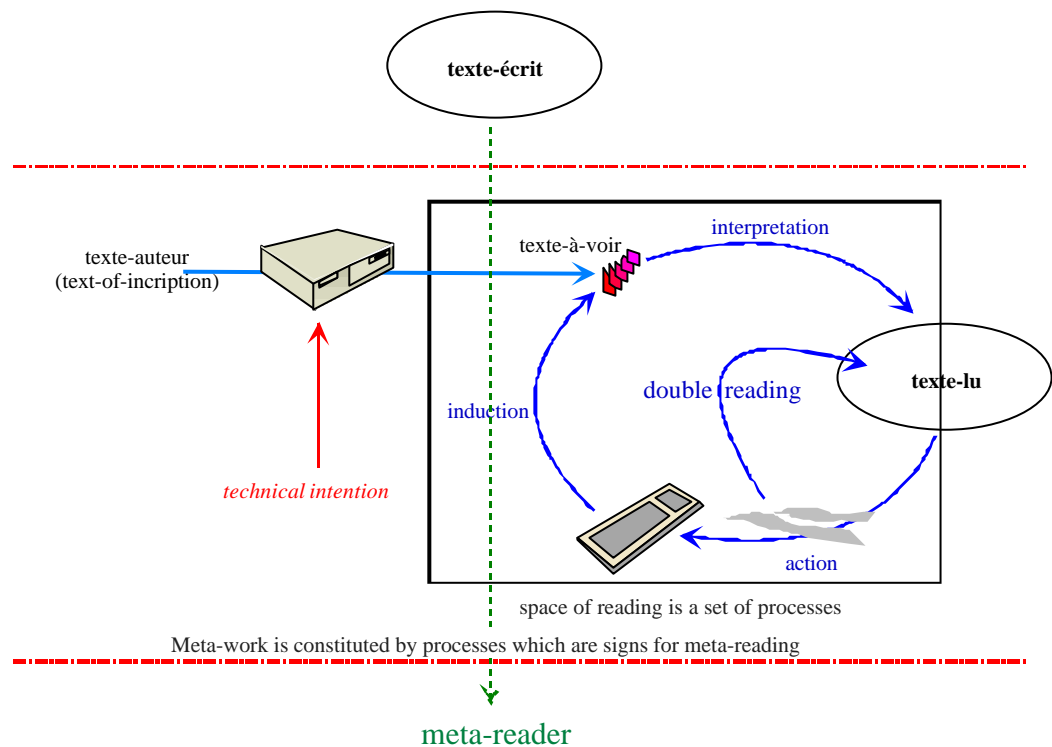 texte-écrit
texte-auteur
(text-of-incription)
texte-à-voir
interpretation
texte-lu
double reading
induction
technical intention
action
space of reading is a set of processes
Meta-work is constituted by processes which are signs for meta-reading
meta-reader